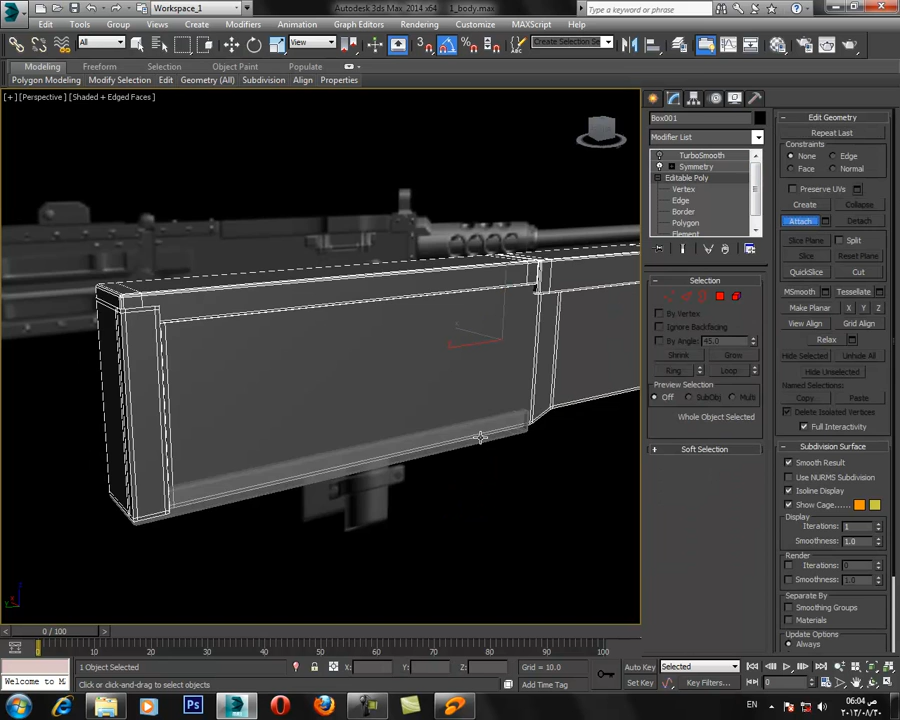 Workspace_1
Autodesk 3ds Max 2014 x64
1_body.max
Type a keyword or phrase
Edit Tools Group Views Create Modifiers Animation Graph Editors Rendering Customize MAXScript Help
All
View
Create Selection Se
Modeling Freeform Selection Object Paint Populate
Polygon Modeling Modify Selection Edit Geometry (All) Subdivision Align Properties
[+] [Perspective] [Shaded + Edged Faces]
Box001
Modifier List
TurboSmooth
Symmetry
Editable Poly
Vertex
Edge
Border
Polygon
Element
Selection
By Vertex
Ignore Backfacing
By Angle: 45.0
Shrink Grow
Ring Loop
Preview Selection
Off SubObj Multi
Whole Object Selected
Soft Selection
Edit Geometry
Repeat Last
Constraints
None Edge
Face Normal
Preserve UVs
Create Collapse
Attach Detach
Slice Plane Split
Slice Reset Plane
QuickSlice Cut
MSmooth Tessellate
Make Planar X Y Z
View Align Grid Align
Relax
Hide Selected Unhide All
Hide Unselected
Named Selections:
Copy Paste
Delete Isolated Vertices
Full Interactivity
Subdivision Surface
Smooth Result
Use NURMS Subdivision
Isoline Display
Show Cage......
Display
Iterations: 1
Smoothness: 1.0
Render
Iterations: 0
Smoothness: 1.0
Separate By
Smoothing Groups
Materials
Update Options
Always
0 / 100
0 10 20 30 40 50 60 70 80 90 100
1 Object Selected
X: Y: Z:
Grid = 10.0
Auto Key Selected
Welcome to M
Click or click-and-drag to select objects
Add Time Tag
Set Key Key Filters...
0
EN
06:04 م
٢٠١٣/٠٨/٢٠